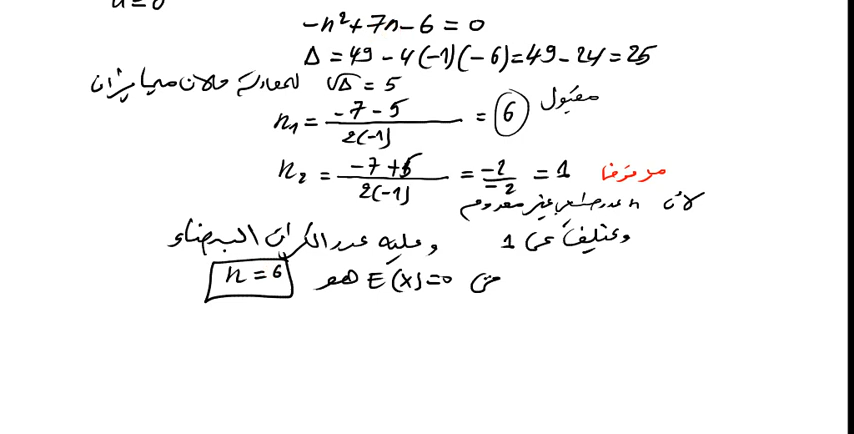 -n²+7n-6=0
Δ=49-4(-1)(-6)=49-24=25
√Δ=5 للمعادلة حلان متمايزان
n₁ = (-7-5)/(2(-1)) = 6 مقبول
n₂ = (-7+5)/(2(-1)) = -2/-2 = 1 مرفوض
لأن n عدد طبيعي غير معدوم
ويختلف عن 1 وعليه عدد الكرات البيضاء
حتى E(X)=0 هو n=6